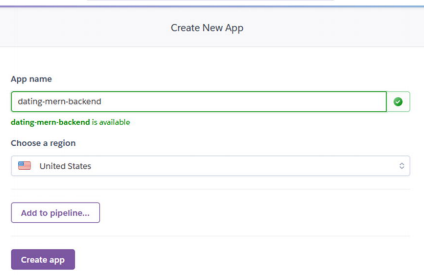 Create New App
App name
dating-mern-backend
dating-mern-backend is available
Choose a region
United States
Add to pipeline...
Create app